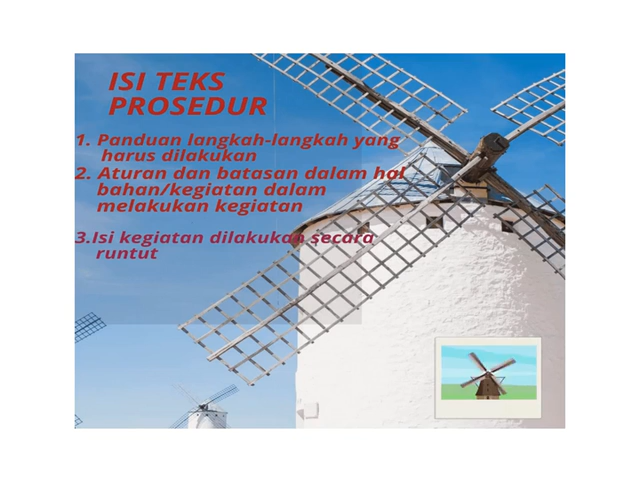 ISI TEKS
PROSEDUR
1. Panduan langkah-langkah yang
harus dilakukan
2. Aturan dan batasan dalam hal
bahan/kegiatan dalam
melakukan kegiatan
3.Isi kegiatan dilakukan secara
runtut